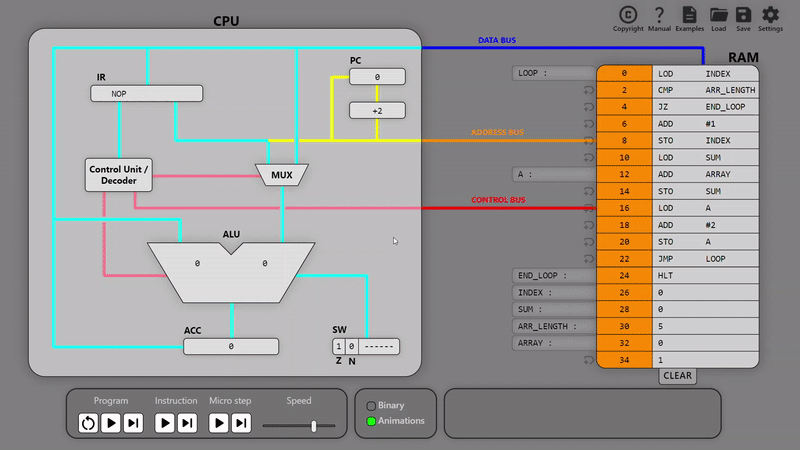 CPU
Copyright Manual Examples Load Save Settings
DATA BUS
RAM
PC
0
+2
IR
NOP
ADDRESS BUS
Control Unit /
Decoder
MUX
CONTROL BUS
ALU
0 0
ACC
0
SW
1 0 ------
Z N
LOOP : 0 LOD INDEX
2 CMP ARR_LENGTH
4 JZ END_LOOP
6 ADD #1
8 STO INDEX
10 LOD SUM
A : 12 ADD ARRAY
14 STO SUM
16 LOD A
18 ADD #2
20 STO A
22 JMP LOOP
END_LOOP : 24 HLT
INDEX : 26 0
SUM : 28 0
ARR_LENGTH : 30 5
ARRAY : 32 0
34 1
CLEAR
Program Instruction Micro step Speed
Binary
Animations